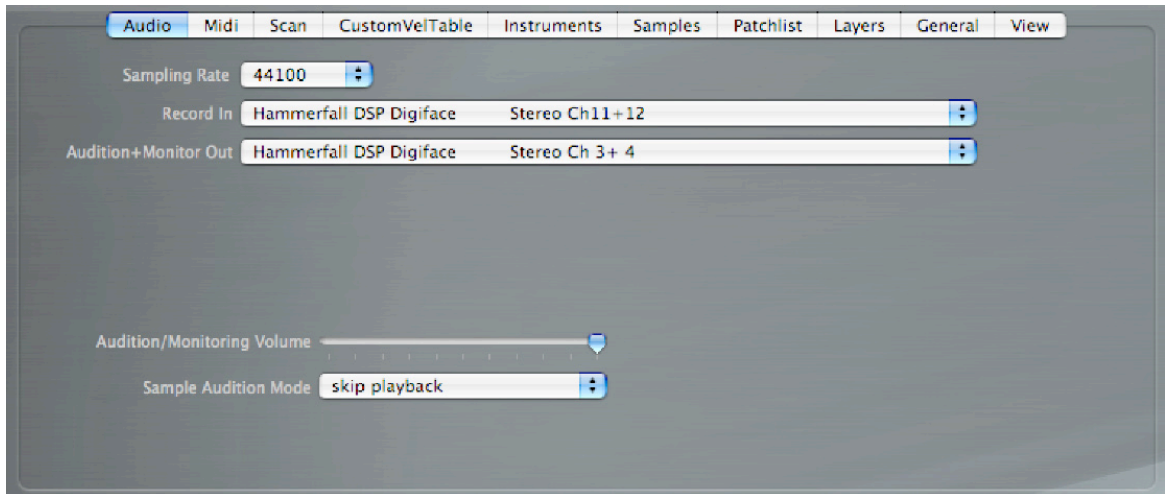 Audio Midi Scan CustomVelTable Instruments Samples Patchlist Layers General View
Sampling Rate 44100
Record In Hammerfall DSP Digiface Stereo Ch11+12
Audition+Monitor Out Hammerfall DSP Digiface Stereo Ch 3+ 4
Audition/Monitoring Volume
Sample Audition Mode skip playback